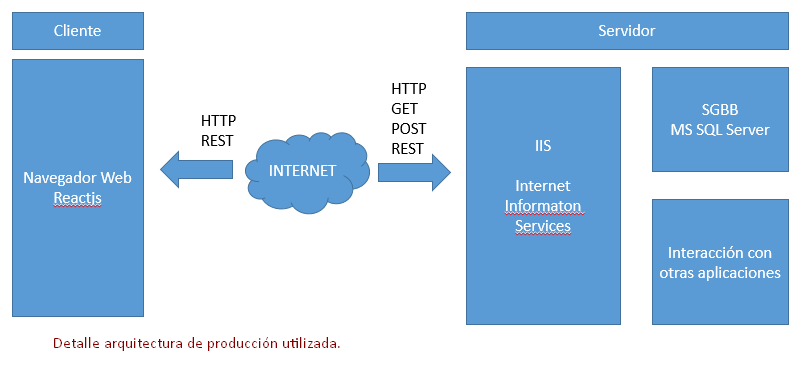 Cliente
Servidor
Navegador Web
Reactjs
HTTP
REST
INTERNET
HTTP
GET
POST
REST
IIS
Internet
Informaton
Services
SGBB
MS SQL Server
Interacción con
otras aplicaciones
Detalle arquitectura de producción utilizada.